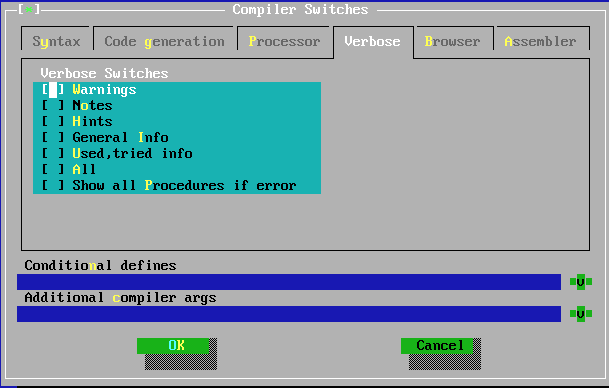 [■] Compiler Switches
Syntax Code generation Processor Verbose Browser Assembler
Verbose Switches
[ ] Warnings
[ ] Notes
[ ] Hints
[ ] General Info
[ ] Used,tried info
[ ] All
[ ] Show all Procedures if error
Conditional defines
Additional compiler args
OK Cancel